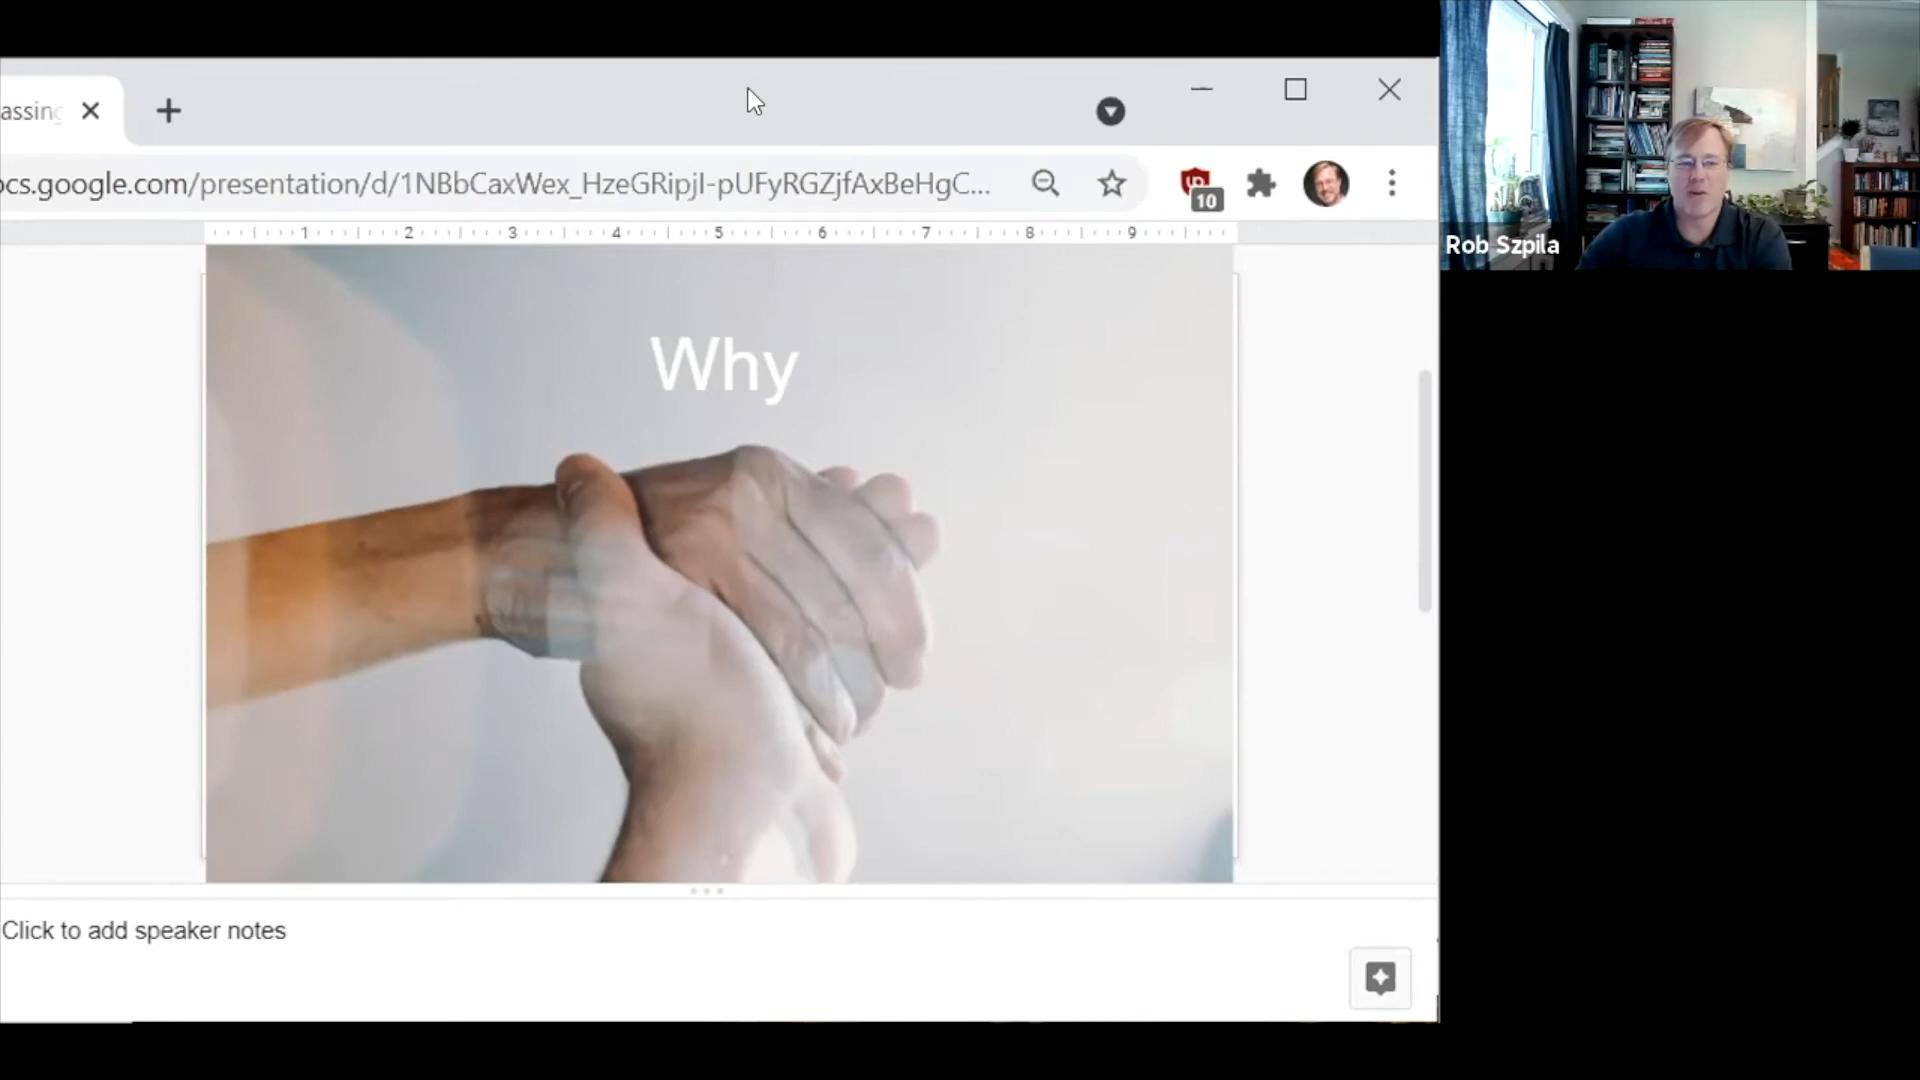 assing
ocs.google.com/presentation/d/1NBbCaxWex_HzeGRipjI-pUFyRGZjfAxBeHgC...
10
1 2 3 4 5 6 7 8 9
Why
Click to add speaker notes
Rob Szpila